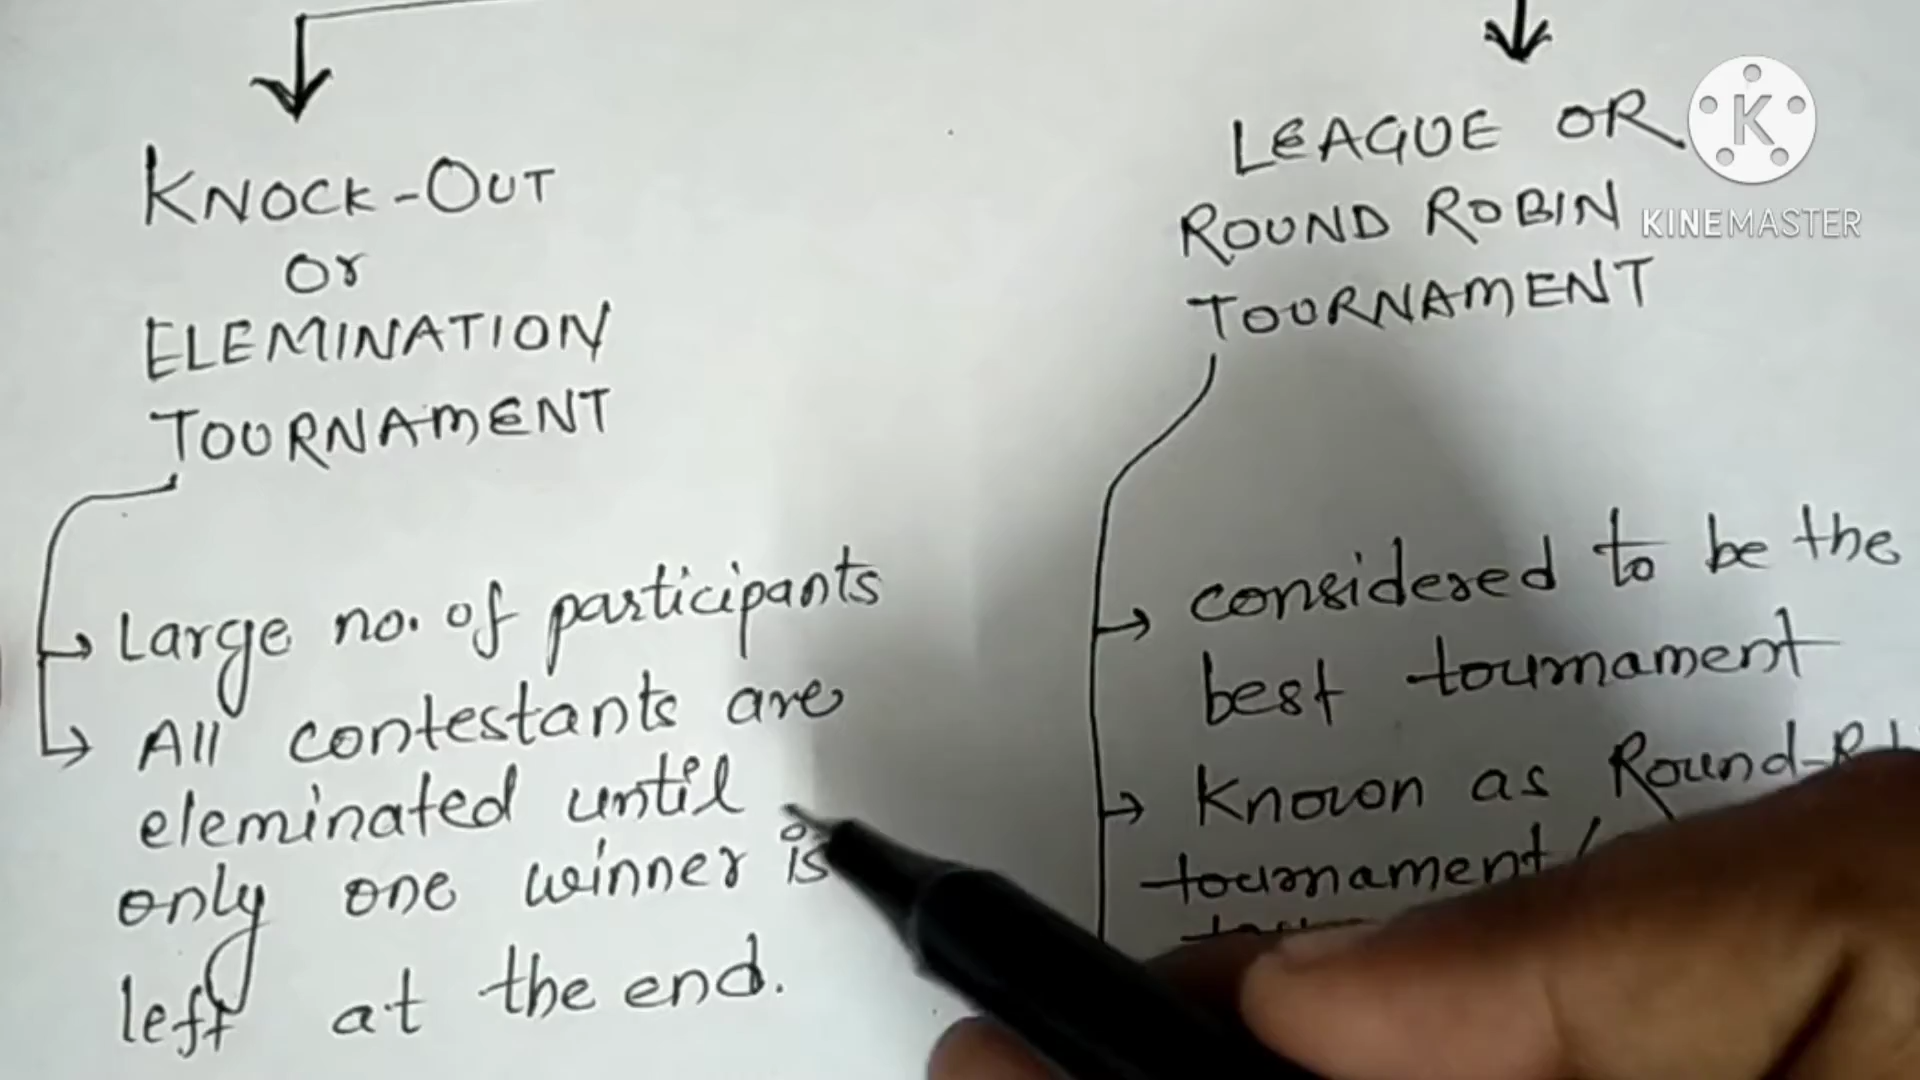 KNOCK-OUT
or
ELEMINATION
TOURNAMENT
Large no. of participants
All contestants are
eleminated until
only one winner is
left at the end.
LEAGUE OR
ROUND ROBIN
TOURNAMENT
considered to be the
best tournament
Known as Round-
tournament/
KINEMASTER